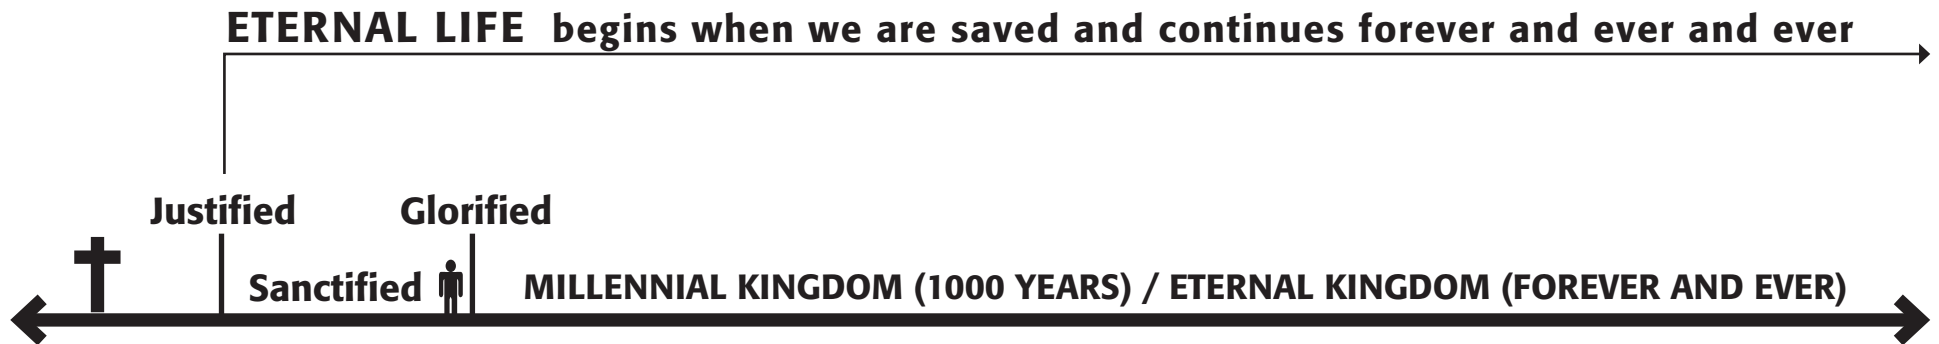 ETERNAL LIFE begins when we are saved and continues forever and ever and ever
Justified Glorified
Sanctified MILLENNIAL KINGDOM (1000 YEARS) / ETERNAL KINGDOM (FOREVER AND EVER)